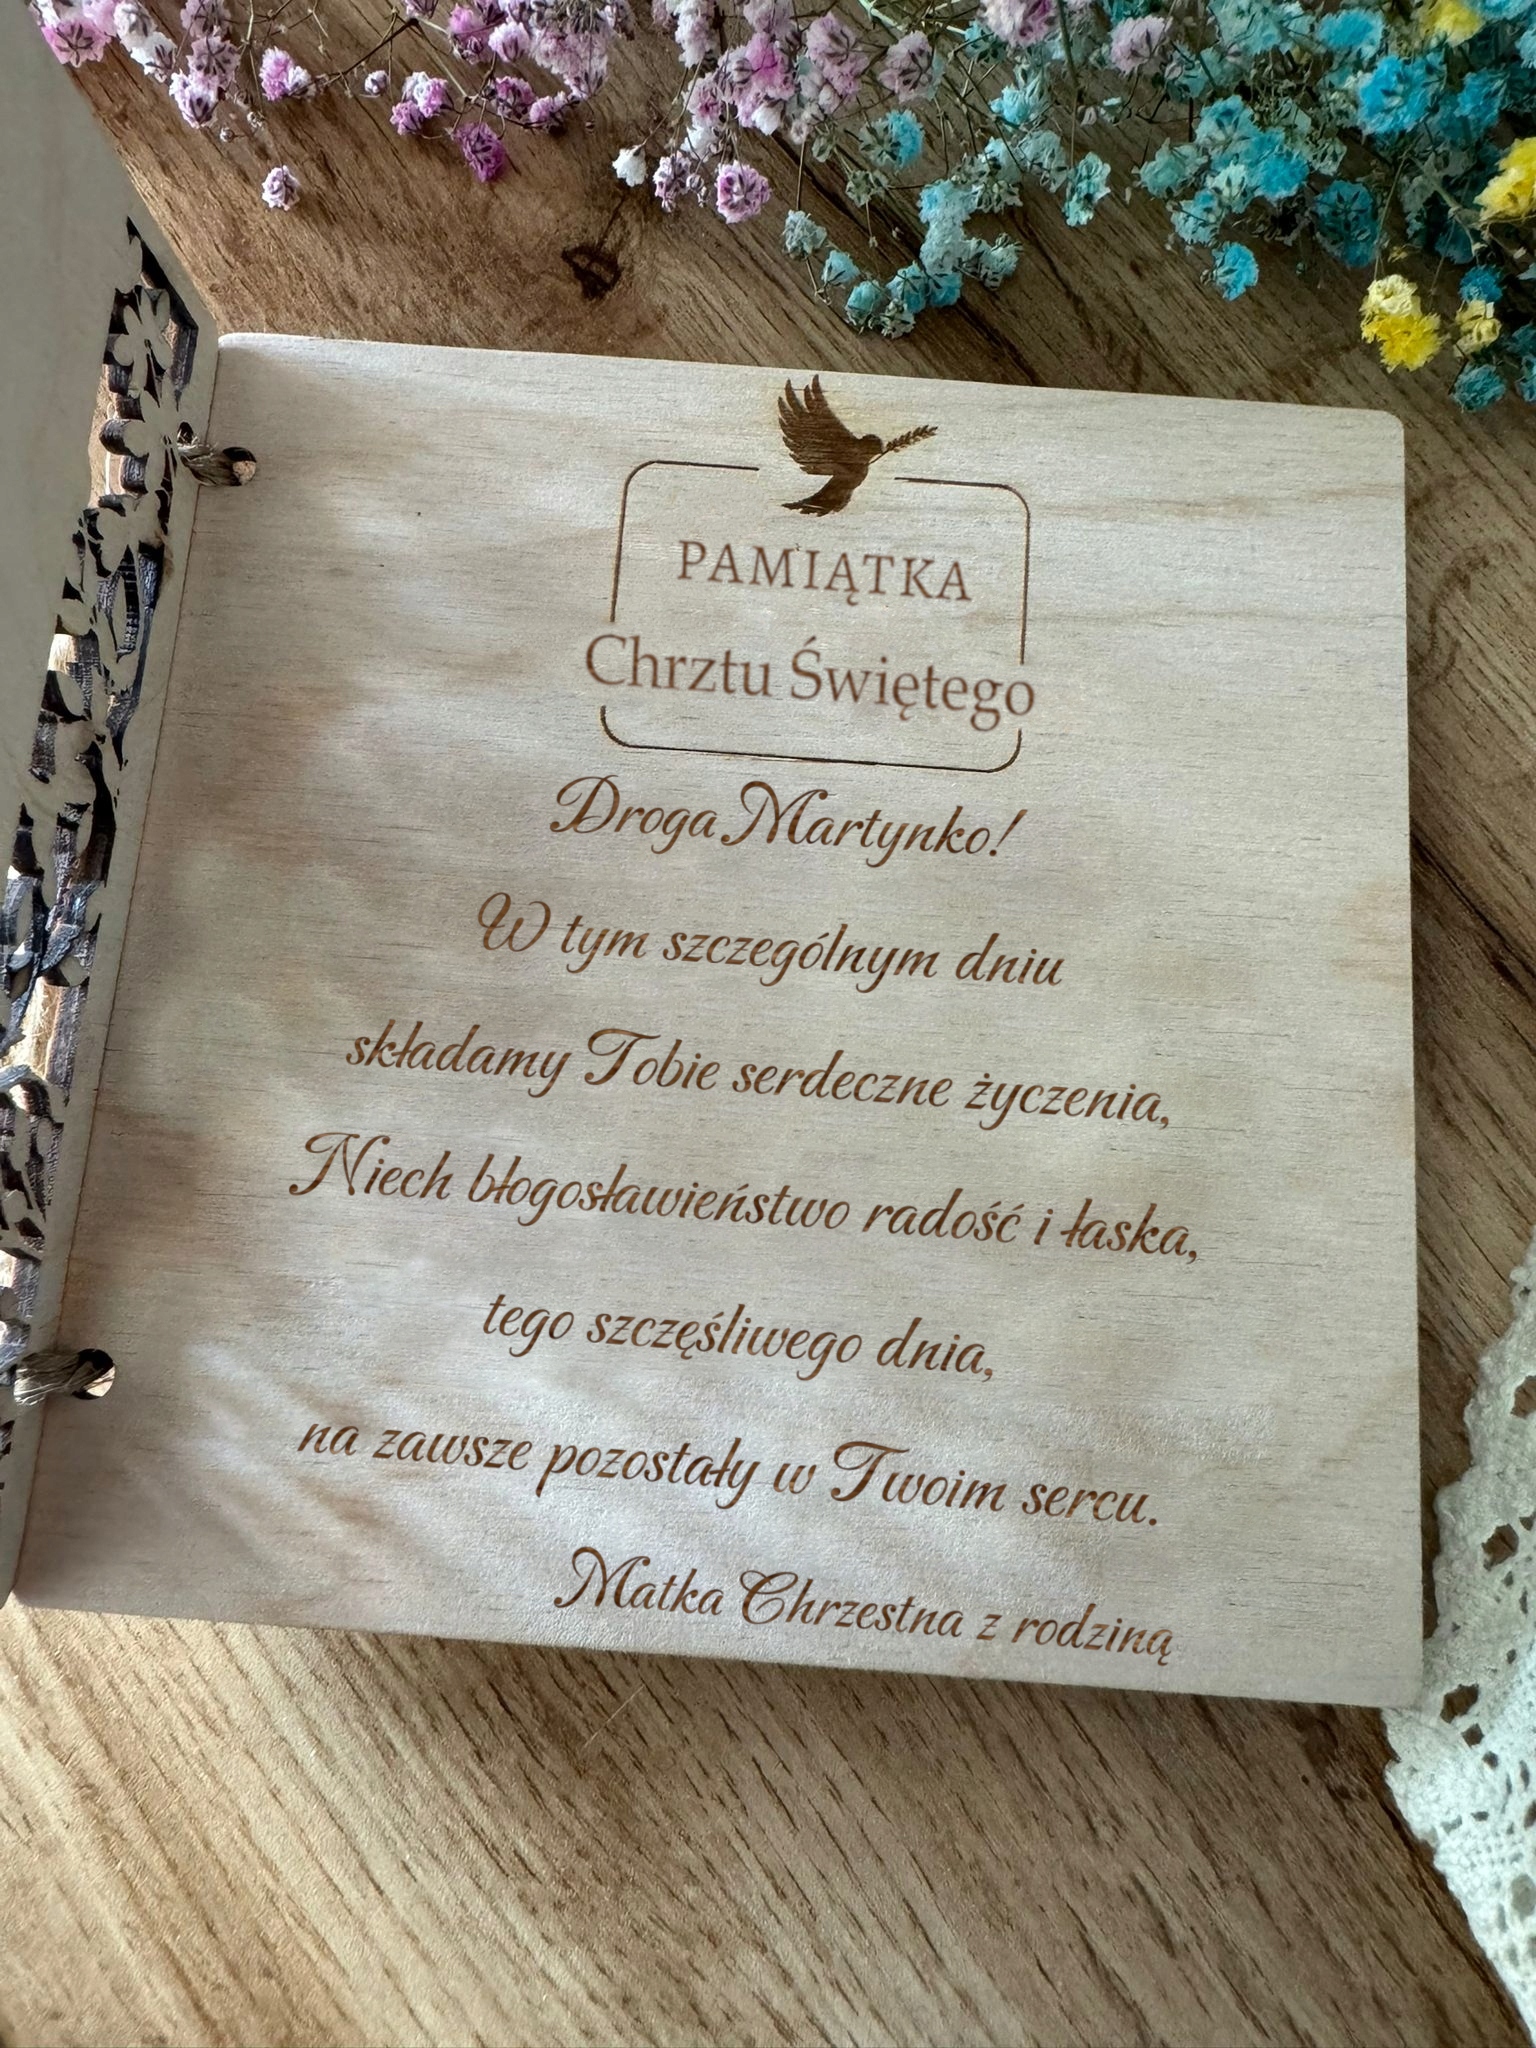 PAMIĄTKA
Chrztu Świętego
Droga Martynko!
W tym szczególnym dniu
składamy Tobie serdeczne życzenia,
Niech błogosławieństwo radość i łaska,
tego szczęśliwego dnia,
na zawsze pozostały w Twoim sercu.
Matka Chrzestna z rodziną